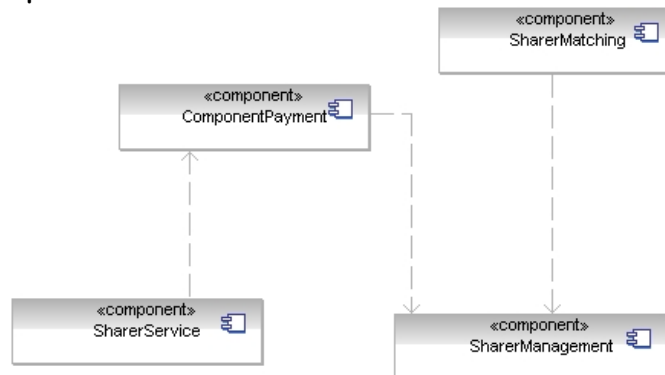 «component»
SharerMatching
«component»
ComponentPayment
«component»
SharerService
«component»
SharerManagement